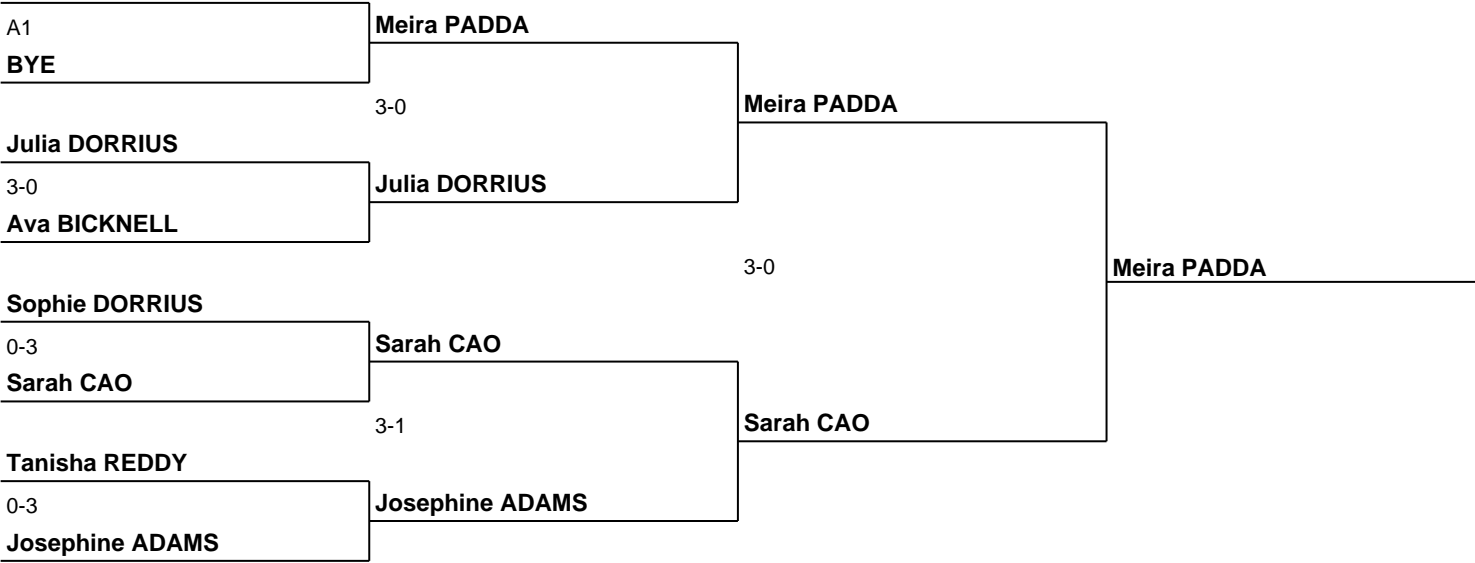 A1
BYE
Meira PADDA
3-0
Julia DORRIUS
3-0
Ava BICKNELL
Julia DORRIUS
Meira PADDA
3-0
Meira PADDA
Sophie DORRIUS
0-3
Sarah CAO
Sarah CAO
3-1
Tanisha REDDY
0-3
Josephine ADAMS
Josephine ADAMS
Sarah CAO